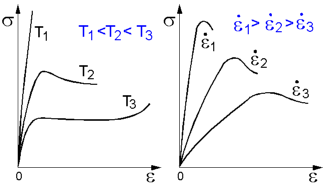 σ
T₁
T₁<T₂< T₃
T₂
T₃
0
ε
σ
ε̇₁> ε̇₂>ε̇₃
ε̇₁
ε̇₂
ε̇₃
0
ε